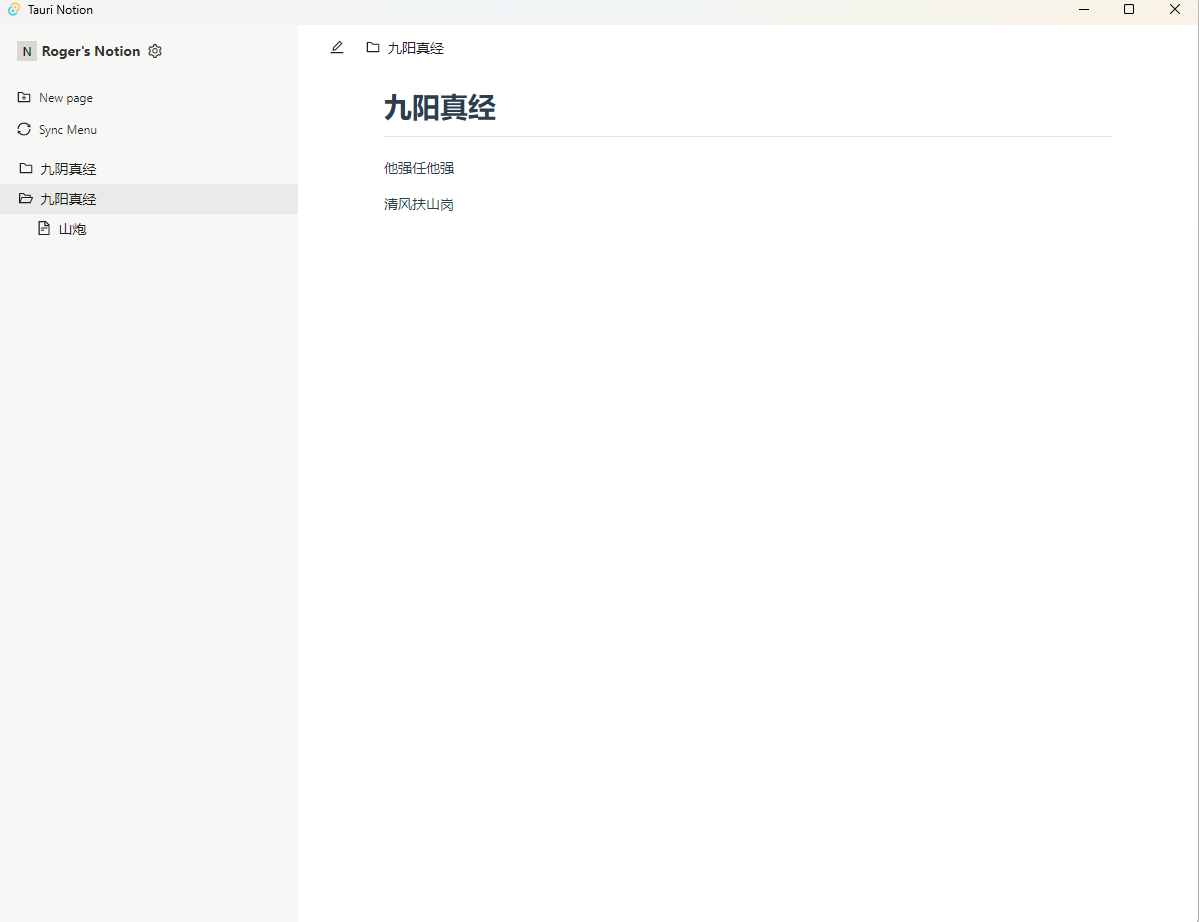 Tauri Notion
N Roger's Notion
New page
Sync Menu
九阴真经
九阳真经
山炮
九阳真经
九阳真经
他强任他强
清风扶山岗